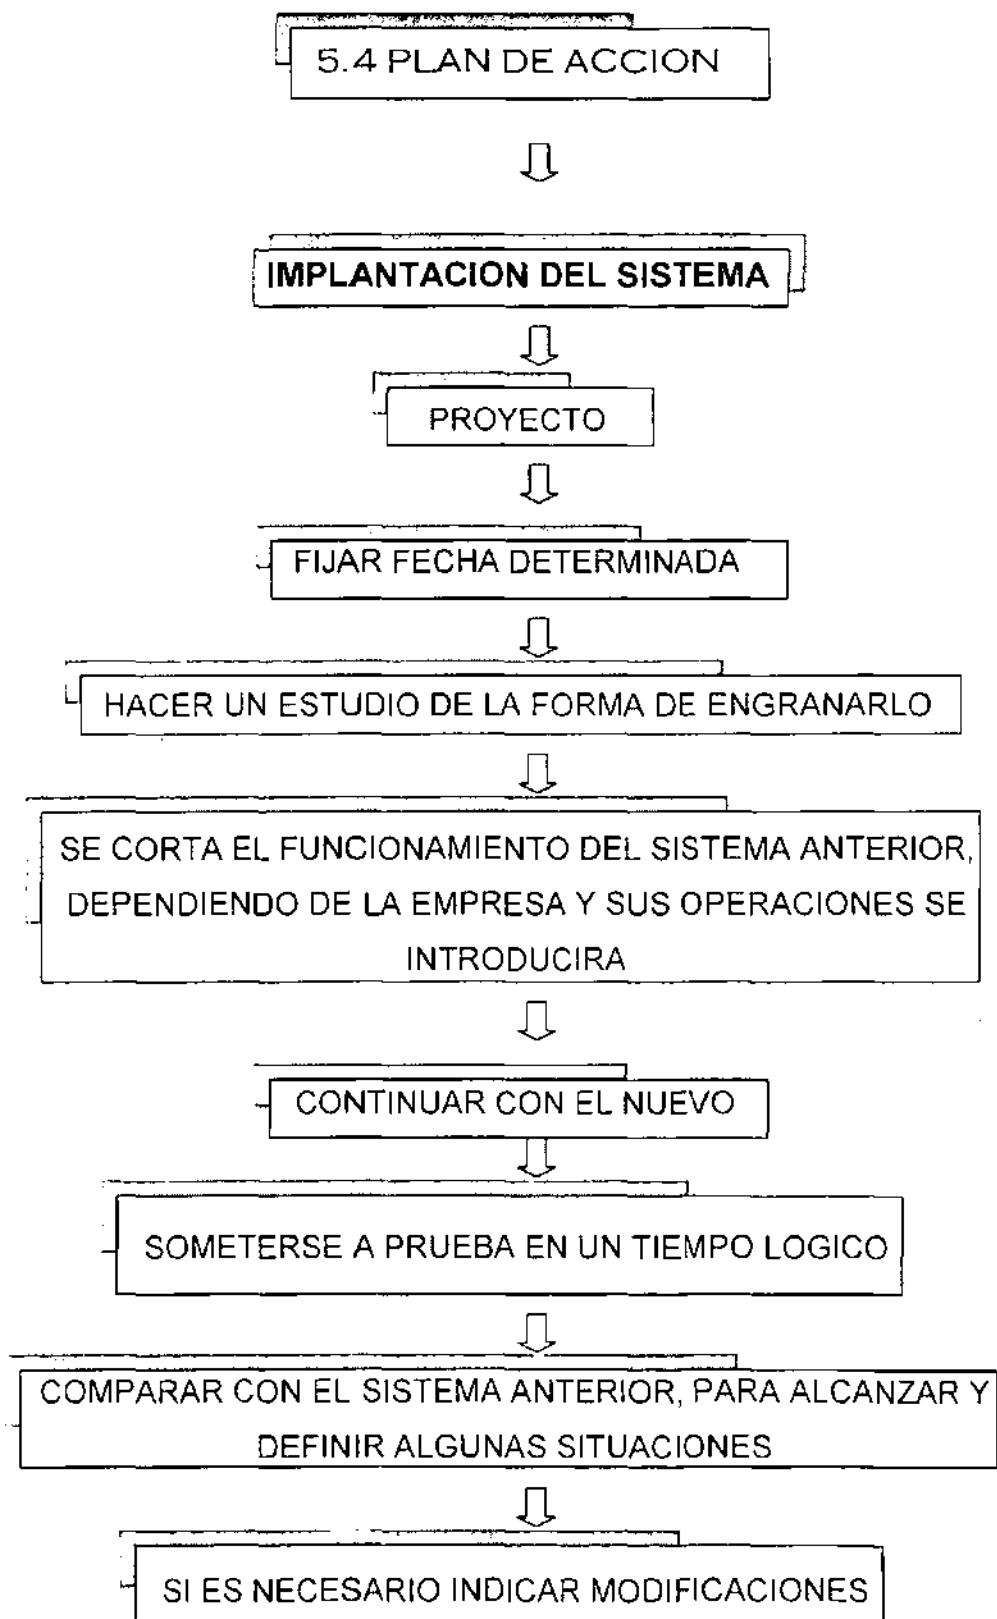 5.4 PLAN DE ACCION
IMPLANTACION DEL SISTEMA
PROYECTO
FIJAR FECHA DETERMINADA
HACER UN ESTUDIO DE LA FORMA DE ENGRANARLO
SE CORTA EL FUNCIONAMIENTO DEL SISTEMA ANTERIOR,
DEPENDIENDO DE LA EMPRESA Y SUS OPERACIONES SE
INTRODUCIRA
CONTINUAR CON EL NUEVO
SOMETERSE A PRUEBA EN UN TIEMPO LOGICO
COMPARAR CON EL SISTEMA ANTERIOR, PARA ALCANZAR Y
DEFINIR ALGUNAS SITUACIONES
SI ES NECESARIO INDICAR MODIFICACIONES